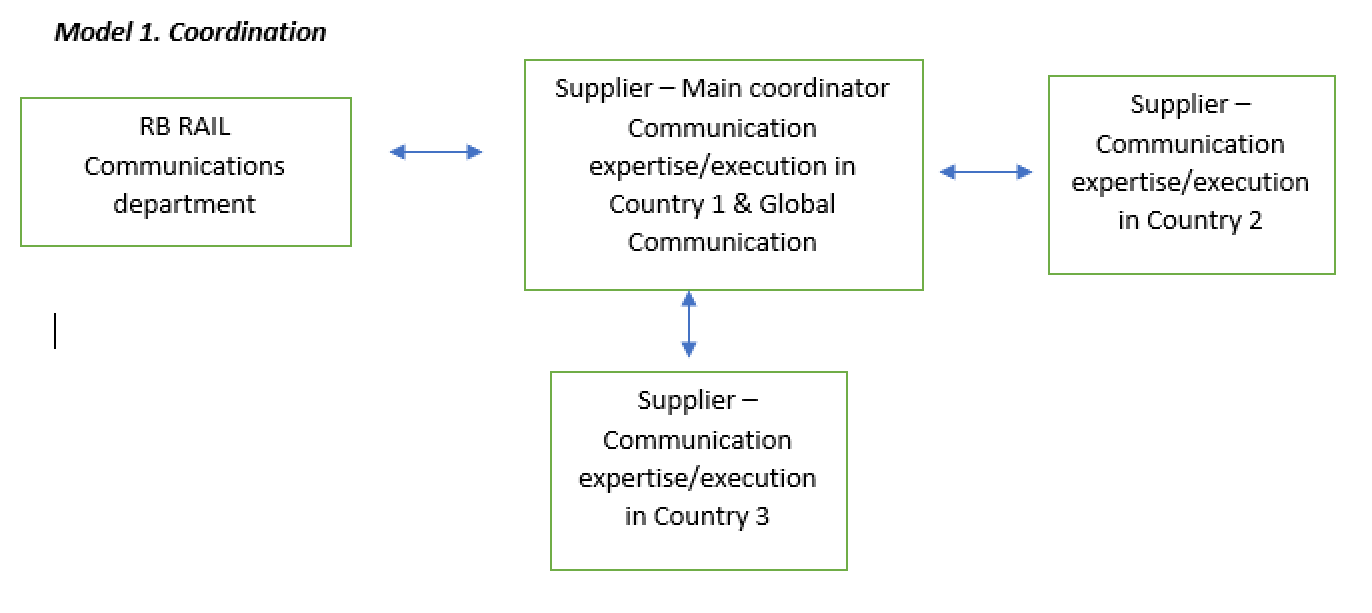 Model 1. Coordination
RB RAIL
Communications
department
Supplier – Main coordinator
Communication
expertise/execution in
Country 1 & Global
Communication
Supplier –
Communication
expertise/execution
in Country 2
Supplier –
Communication
expertise/execution
in Country 3